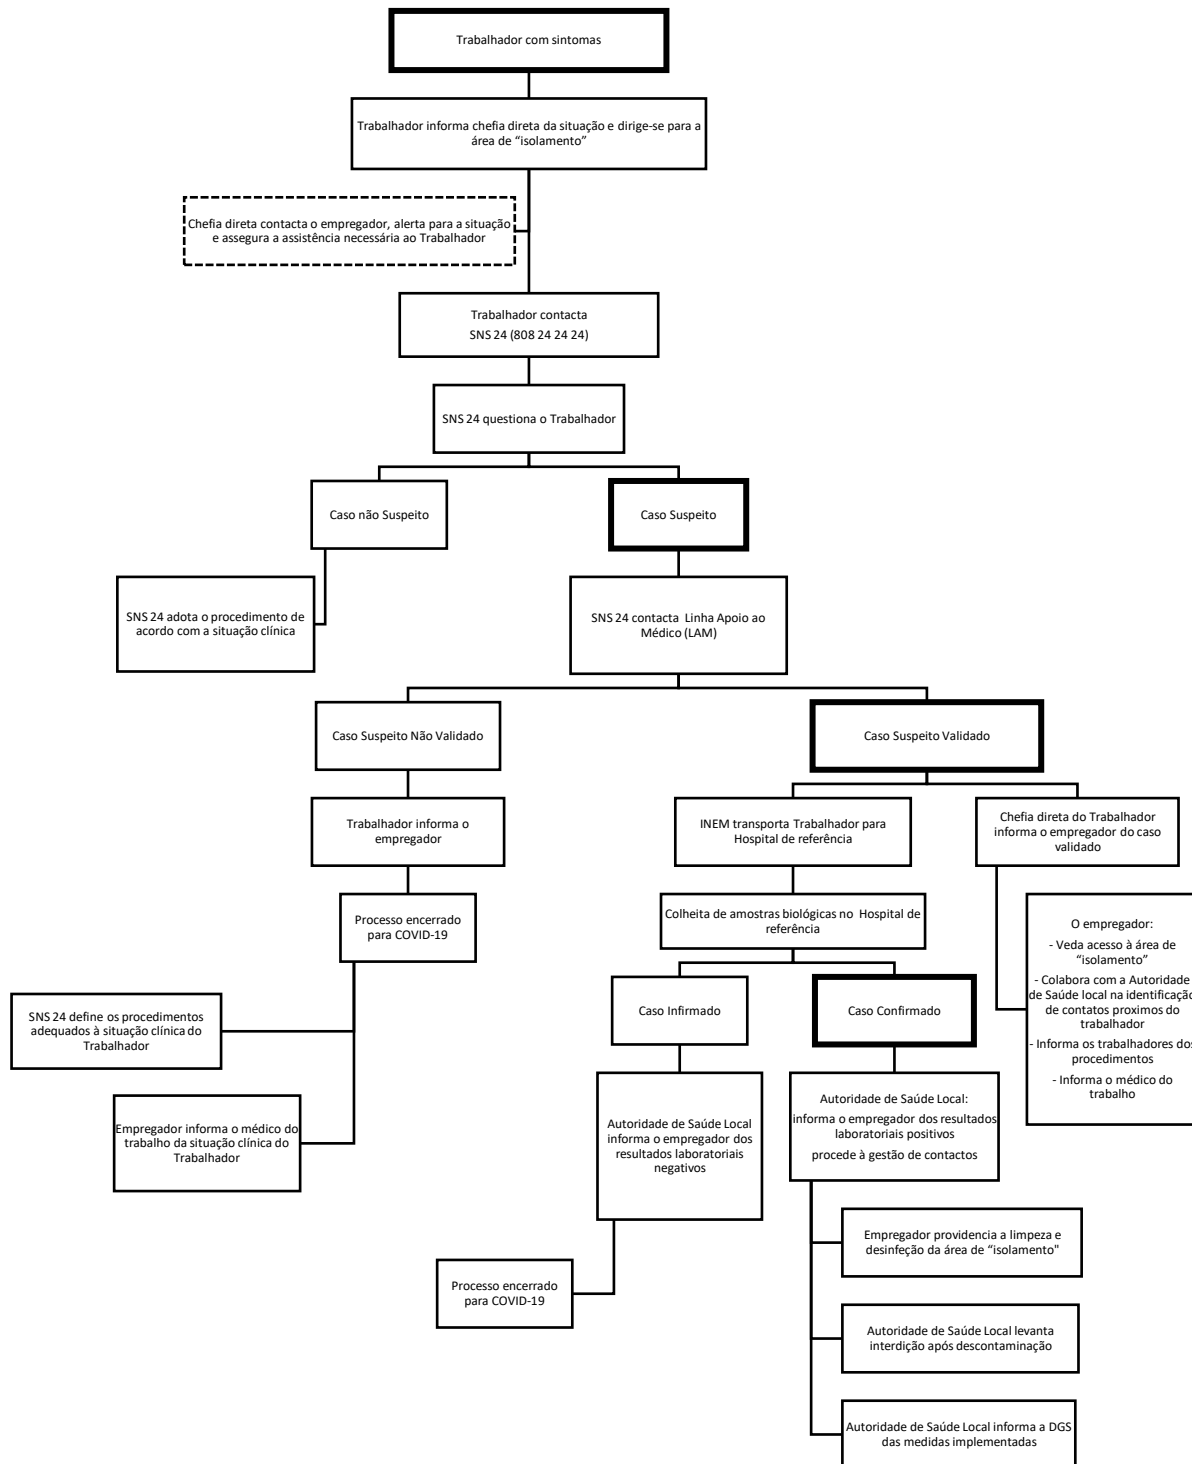 Trabalhador com sintomas
Trabalhador informa chefia direta da situação e dirige-se para a
área de “isolamento”
Chefia direta contacta o empregador, alerta para a situação
e assegura a assistência necessária ao Trabalhador
Trabalhador contacta
SNS 24 (808 24 24 24)
SNS 24 questiona o Trabalhador
Caso não Suspeito
Caso Suspeito
SNS 24 adota o procedimento de
acordo com a situação clínica
SNS 24 contacta Linha Apoio ao
Médico (LAM)
Caso Suspeito Não Validado
Caso Suspeito Validado
Trabalhador informa o
empregador
INEM transporta Trabalhador para
Hospital de referência
Chefia direta do Trabalhador
informa o empregador do caso
validado
Processo encerrado
para COVID-19
Colheita de amostras biológicas no Hospital de
referência
O empregador:
- Veda acesso à área de
“isolamento”
- Colabora com a Autoridade
de Saúde local na identificação
de contatos proximos do
trabalhador
- Informa os trabalhadores dos
procedimentos
- Informa o médico do
trabalho
SNS 24 define os procedimentos
adequados à situação clínica do
Trabalhador
Caso Infirmado
Caso Confirmado
Empregador informa o médico do
trabalho da situação clínica do
Trabalhador
Autoridade de Saúde Local
informa o empregador dos
resultados laboratoriais
negativos
Autoridade de Saúde Local:
informa o empregador dos resultados
laboratoriais positivos
procede à gestão de contactos
Processo encerrado
para COVID-19
Empregador providencia a limpeza e
desinfeção da área de “isolamento"
Autoridade de Saúde Local levanta
interdição após descontaminação
Autoridade de Saúde Local informa a DGS
das medidas implementadas